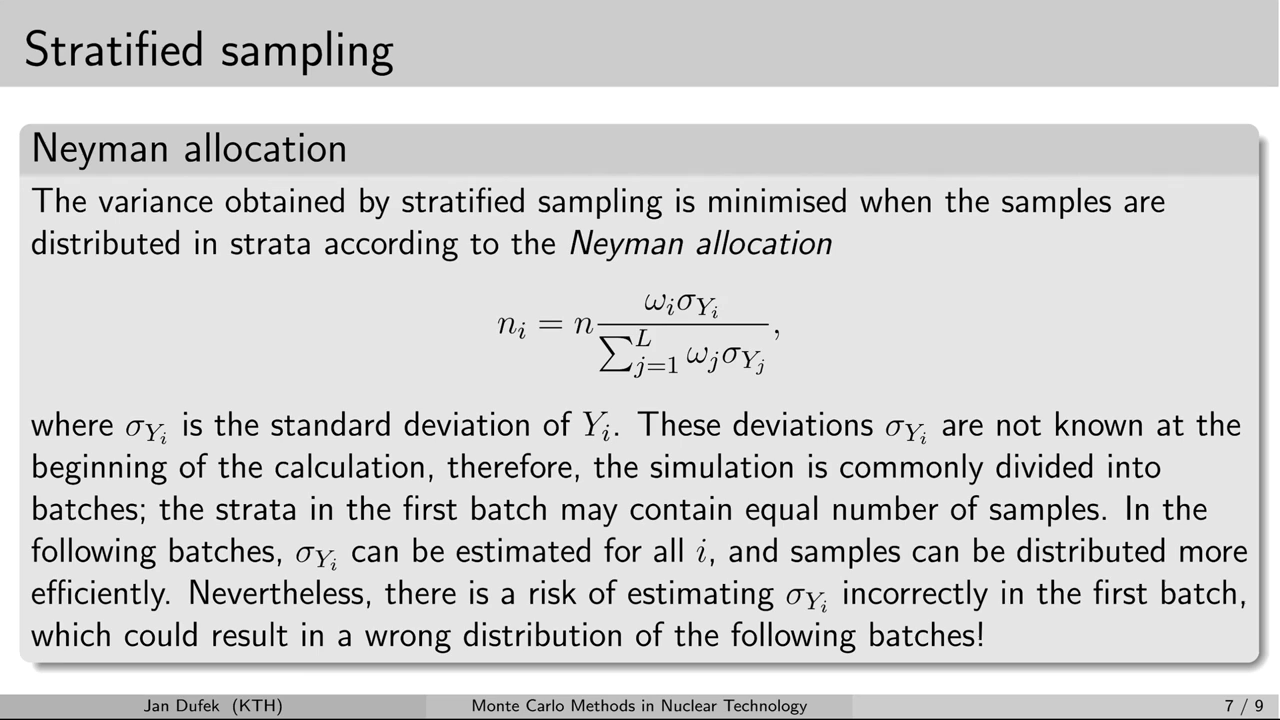 Stratified sampling
Neyman allocation
The variance obtained by stratified sampling is minimised when the samples are
distributed in strata according to the Neyman allocation
n_i = n \frac{\omega_i \sigma_{Y_i}}{\sum_{j=1}^{L} \omega_j \sigma_{Y_j}},
where σ_{Y_i} is the standard deviation of Y_i. These deviations σ_{Y_i} are not known at the
beginning of the calculation, therefore, the simulation is commonly divided into
batches; the strata in the first batch may contain equal number of samples. In the
following batches, σ_{Y_i} can be estimated for all i, and samples can be distributed more
efficiently. Nevertheless, there is a risk of estimating σ_{Y_i} incorrectly in the first batch,
which could result in a wrong distribution of the following batches!
Jan Dufek (KTH) Monte Carlo Methods in Nuclear Technology 7 / 9